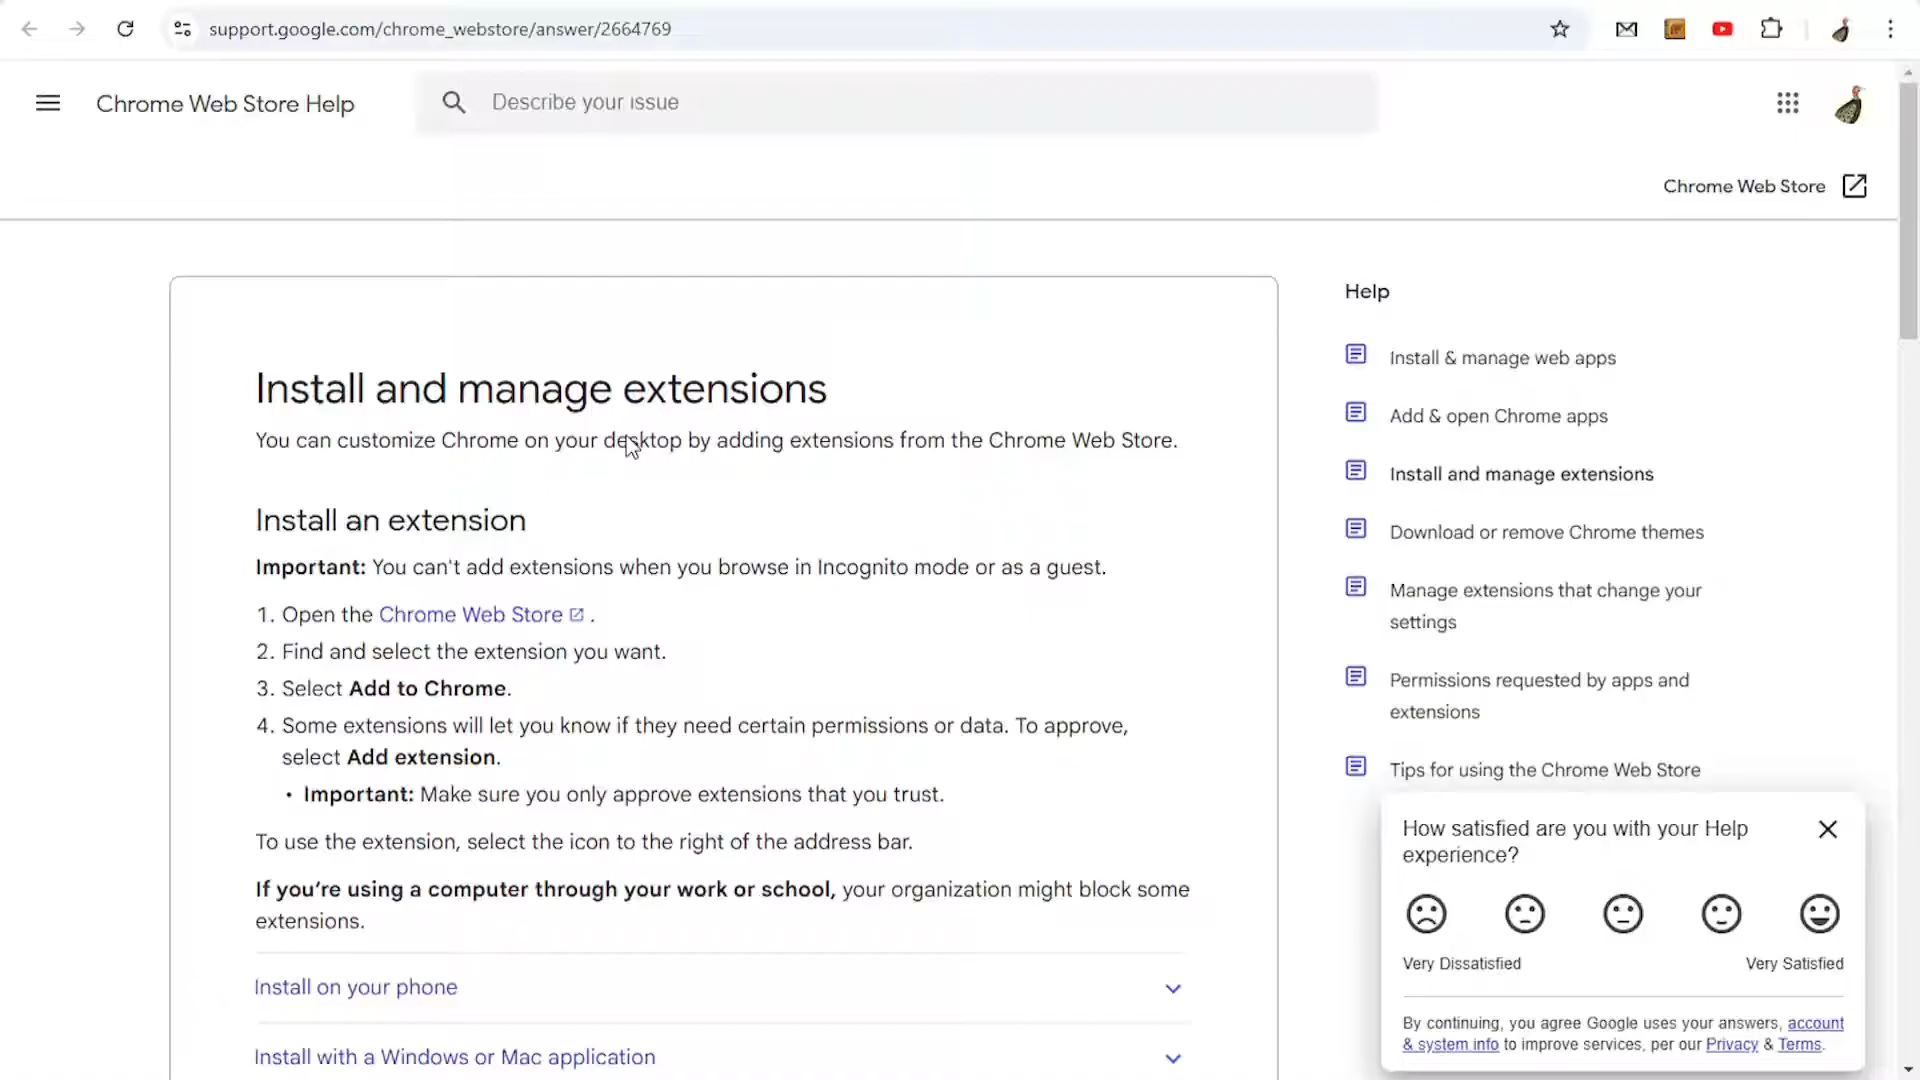 support.google.com/chrome_webstore/answer/2664769
Chrome Web Store Help
Describe your issue
Chrome Web Store
Install and manage extensions
You can customize Chrome on your desktop by adding extensions from the Chrome Web Store.
Install an extension
Important: You can't add extensions when you browse in Incognito mode or as a guest.
1. Open the Chrome Web Store .
2. Find and select the extension you want.
3. Select Add to Chrome.
4. Some extensions will let you know if they need certain permissions or data. To approve,
select Add extension.
• Important: Make sure you only approve extensions that you trust.
To use the extension, select the icon to the right of the address bar.
If you’re using a computer through your work or school, your organization might block some
extensions.
Install on your phone
Install with a Windows or Mac application
Help
Install & manage web apps
Add & open Chrome apps
Install and manage extensions
Download or remove Chrome themes
Manage extensions that change your
settings
Permissions requested by apps and
extensions
Tips for using the Chrome Web Store
How satisfied are you with your Help
experience?
Very Dissatisfied
Very Satisfied
By continuing, you agree Google uses your answers, account
& system info to improve services, per our Privacy & Terms.